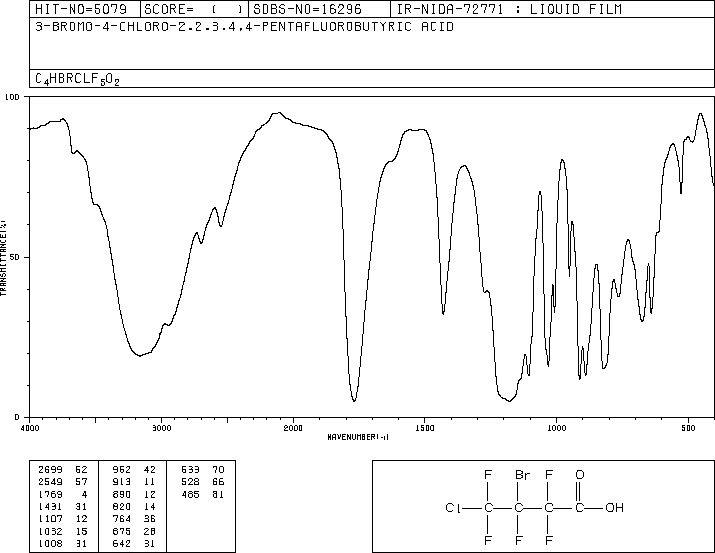 HIT-NO=5079 SCORE= ( ) SDBS-NO=16296 IR-NIDA-72771 : LIQUID FILM
3-BROMO-4-CHLORO-2,2,3,4,4-PENTAFLUOROBUTYRIC ACID
C4HBRCLF5O2
100
TRANSMITTANCE(%)
50
0
4000 3000 2000 1500 1000 500
WAVENUMBER(-1)
2699 52 962 42 539 70
2549 57 913 11 528 66
1769 4 890 12 485 81
1431 31 820 14
1107 12 764 36
1032 15 675 28
1008 31 642 31
F Br F O
Cl C C C C OH
F F F